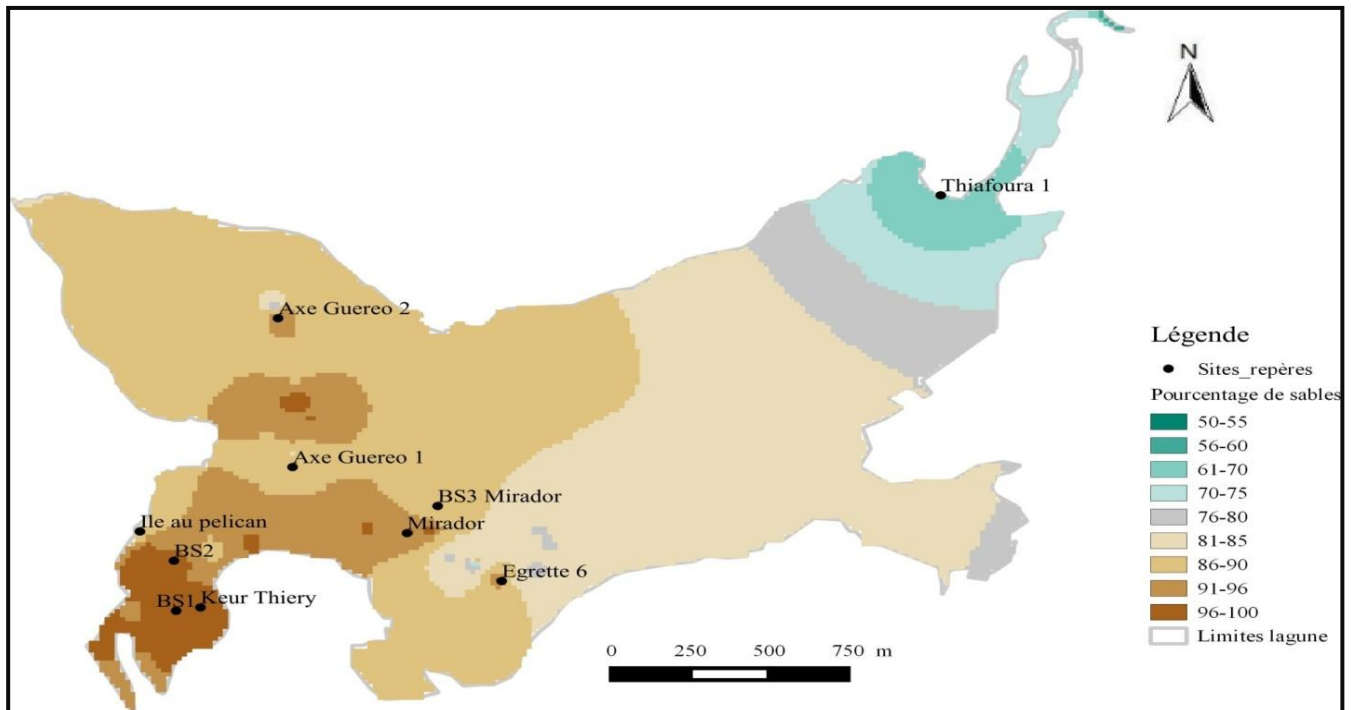 N
Thiafoura 1
Axe Guereo 2
Axe Guereo 1
BS3 Mirador
Mirador
Ile au pelican
BS2
Egrette 6
BS1 Keur Thiery
0 250 500 750 m
Légende
Sites_repères
Pourcentage de sables
50-55
56-60
61-70
70-75
76-80
81-85
86-90
91-96
96-100
Limites lagune